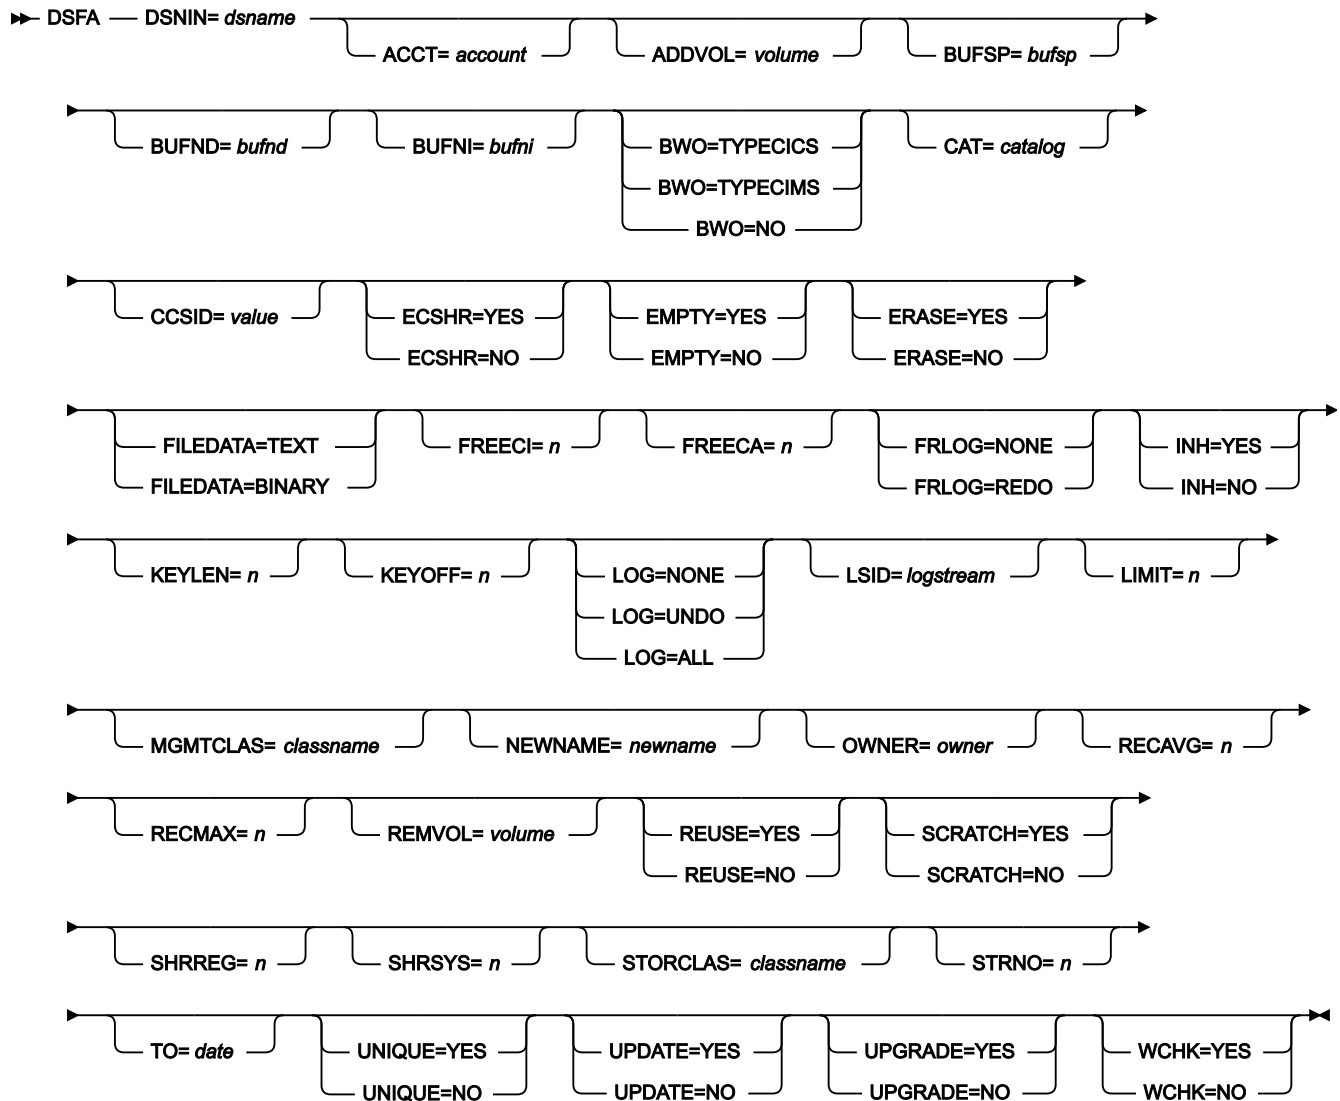 DSFA DSNIN= dsname
ACCT= account ADDVOL= volume BUFSP= bufsp
BUFND= bufnd BUFNI= bufni BWO=TYPECICS CAT= catalog
BWO=TYPECIMS
BWO=NO
CCSID= value ECSHR=YES EMPTY=YES ERASE=YES
ECSHR=NO EMPTY=NO ERASE=NO
FILEDATA=TEXT FREECI= n FREECA= n FRLOG=NONE INH=YES
FILEDATA=BINARY FRLOG=REDO INH=NO
KEYLEN= n KEYOFF= n LOG=NONE LSID= logstream LIMIT= n
LOG=UNDO
LOG=ALL
MGMTCLAS= classname NEWNAME= newname OWNER= owner RECAVG= n
RECMAX= n REMVOL= volume REUSE=YES SCRATCH=YES
REUSE=NO SCRATCH=NO
SHRREG= n SHRSYS= n STORCLAS= classname STRNO= n
TO= date UNIQUE=YES UPDATE=YES UPGRADE=YES WCHK=YES
UNIQUE=NO UPDATE=NO UPGRADE=NO WCHK=NO